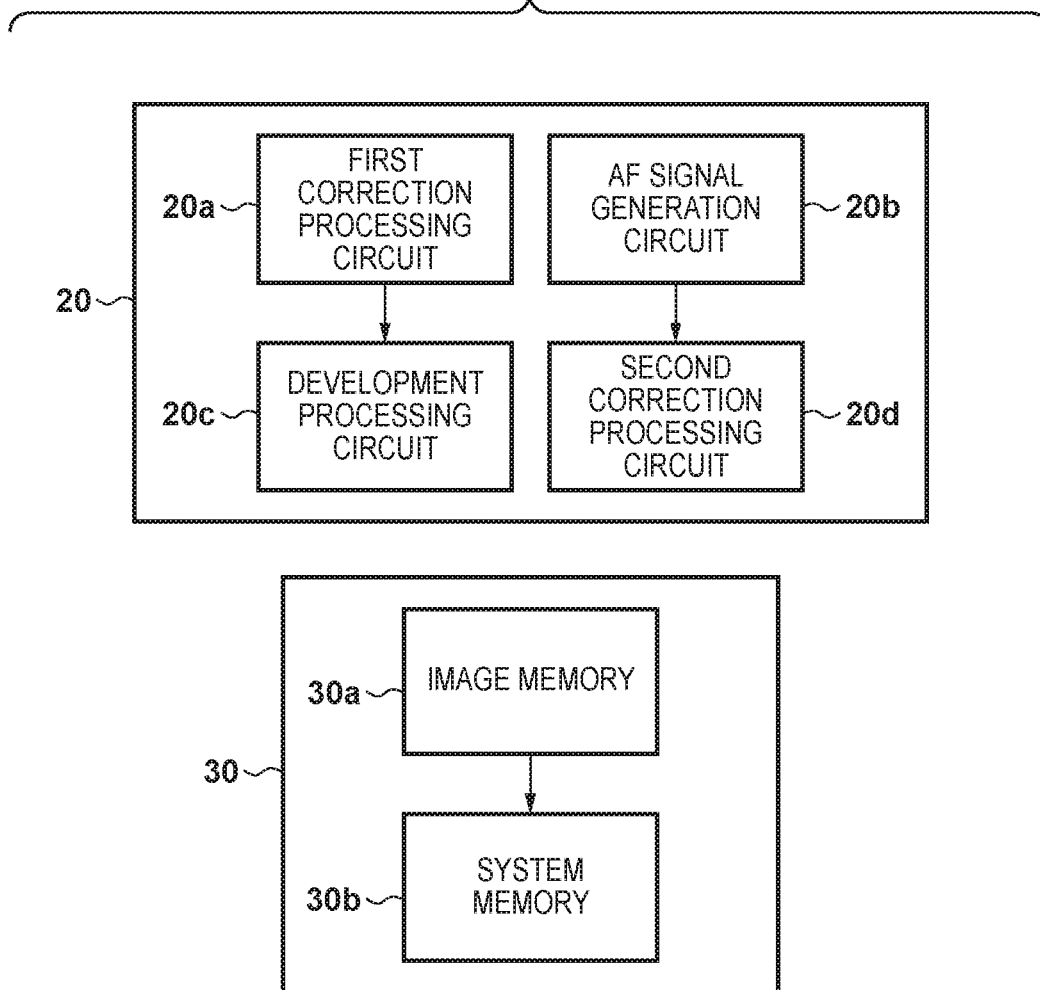 FIRST
CORRECTION
PROCESSING
CIRCUIT
20a
AF SIGNAL
GENERATION
CIRCUIT
20b
20
DEVELOPMENT
PROCESSING
CIRCUIT
20c
SECOND
CORRECTION
PROCESSING
CIRCUIT
20d
IMAGE MEMORY
30a
30
SYSTEM
MEMORY
30b